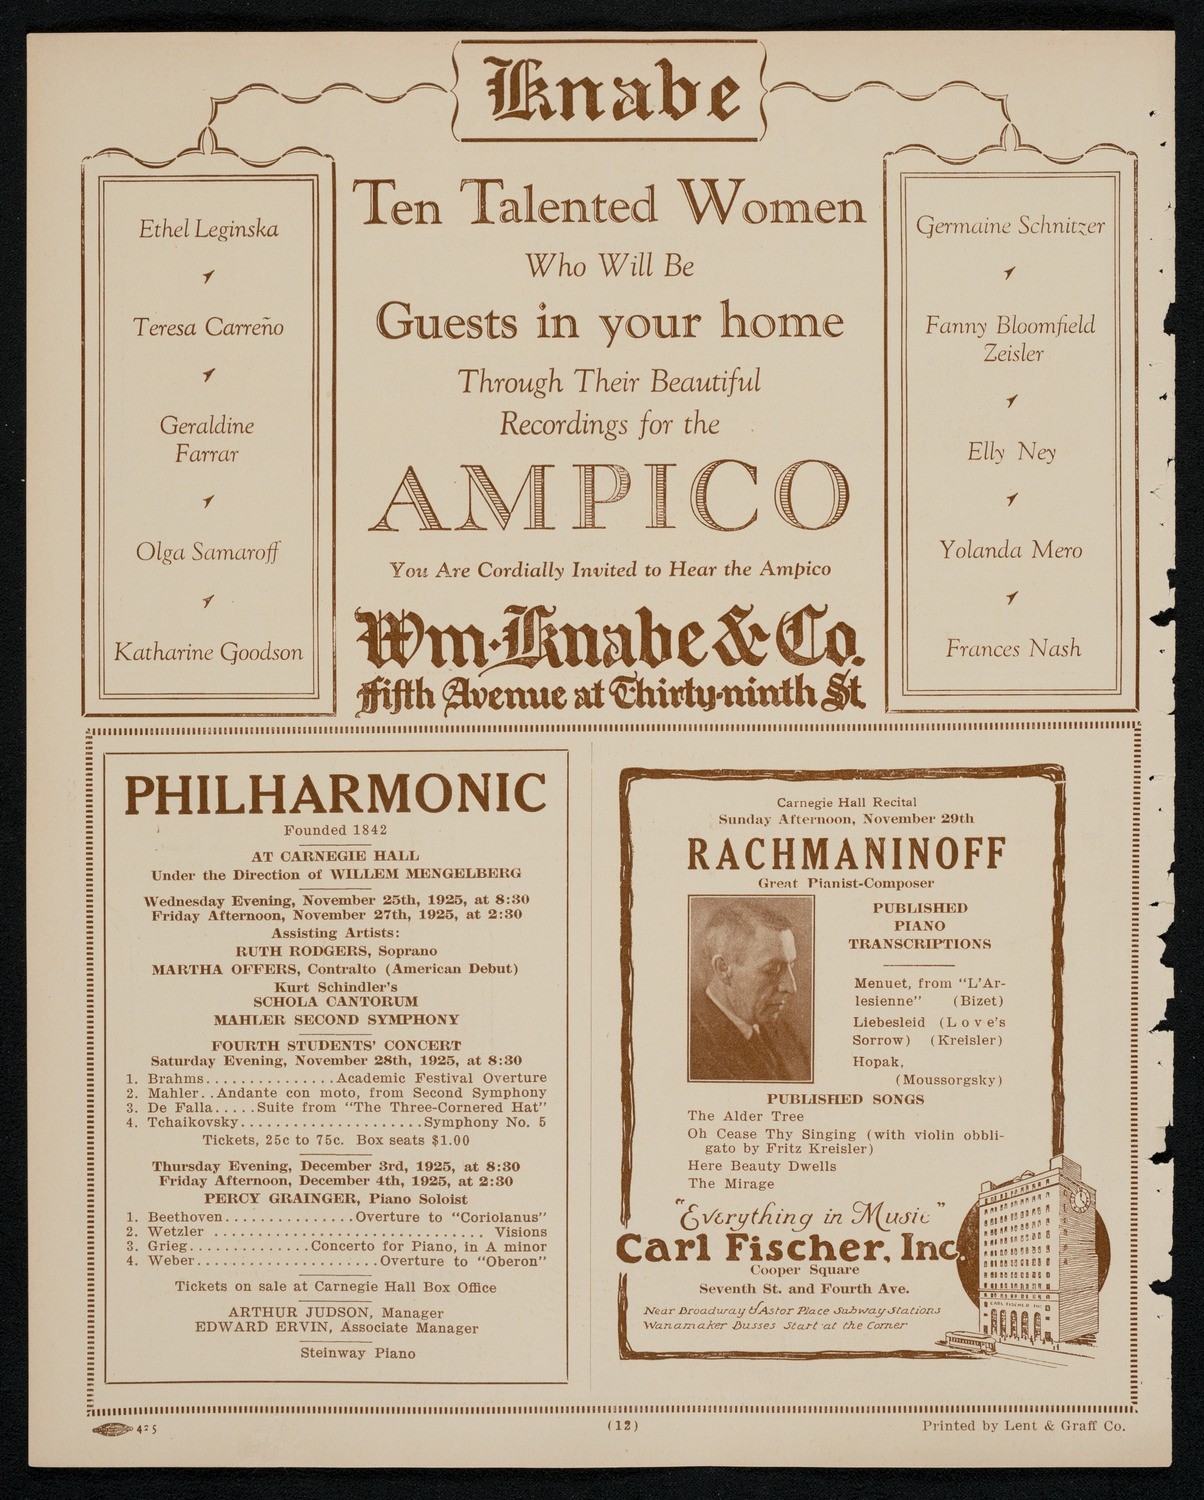 Knabe
Ethel Leginska
Teresa Carreño
Geraldine
Farrar
Olga Samaroff
Katharine Goodson
Ten Talented Women
Who Will Be
Guests in your home
Through Their Beautiful
Recordings for the
AMPICO
You Are Cordially Invited to Hear the Ampico
Wm. Knabe & Co.
Fifth Avenue at Thirty-ninth St.
Germaine Schnitzer
Fanny Bloomfield
Zeisler
Elly Ney
Yolanda Mero
Frances Nash
PHILHARMONIC
Founded 1842
AT CARNEGIE HALL
Under the Direction of WILLEM MENGELBERG
Wednesday Evening, November 25th, 1925, at 8:30
Friday Afternoon, November 27th, 1925, at 2:30
Assisting Artists:
RUTH RODGERS, Soprano
MARTHA OFFERS, Contralto (American Debut)
Kurt Schindler's
SCHOLA CANTORUM
MAHLER SECOND SYMPHONY
FOURTH STUDENTS' CONCERT
Saturday Evening, November 28th, 1925, at 8:30
1. Brahms...............Academic Festival Overture
2. Mahler..Andante con moto, from Second Symphony
3. De Falla.....Suite from "The Three-Cornered Hat"
4. Tchaikovsky.....................Symphony No. 5
Tickets, 25c to 75c. Box seats $1.00
Thursday Evening, December 3rd, 1925, at 8:30
Friday Afternoon, December 4th, 1925, at 2:30
PERCY GRAINGER, Piano Soloist
1. Beethoven...............Overture to "Coriolanus"
2. Wetzler ............................... Visions
3. Grieg..............Concerto for Piano, in A minor
4. Weber.....................Overture to "Oberon"
Tickets on sale at Carnegie Hall Box Office
ARTHUR JUDSON, Manager
EDWARD ERVIN, Associate Manager
Steinway Piano
Carnegie Hall Recital
Sunday Afternoon, November 29th
RACHMANINOFF
Great Pianist-Composer
PUBLISHED
PIANO
TRANSCRIPTIONS
Menuet, from "L'Ar-
lesienne" (Bizet)
Liebesleid (Love's
Sorrow) (Kreisler)
Hopak,
(Moussorgsky)
PUBLISHED SONGS
The Alder Tree
Oh Cease Thy Singing (with violin obbli-
gato by Fritz Kreisler)
Here Beauty Dwells
The Mirage
"Everything in Music"
Carl Fischer, Inc.
Cooper Square
Seventh St. and Fourth Ave.
Near Broadway & Astor Place Subway Stations
Wanamaker Busses Start at the Corner
CARL FISCHER INC
425
(12)
Printed by Lent & Graff Co.